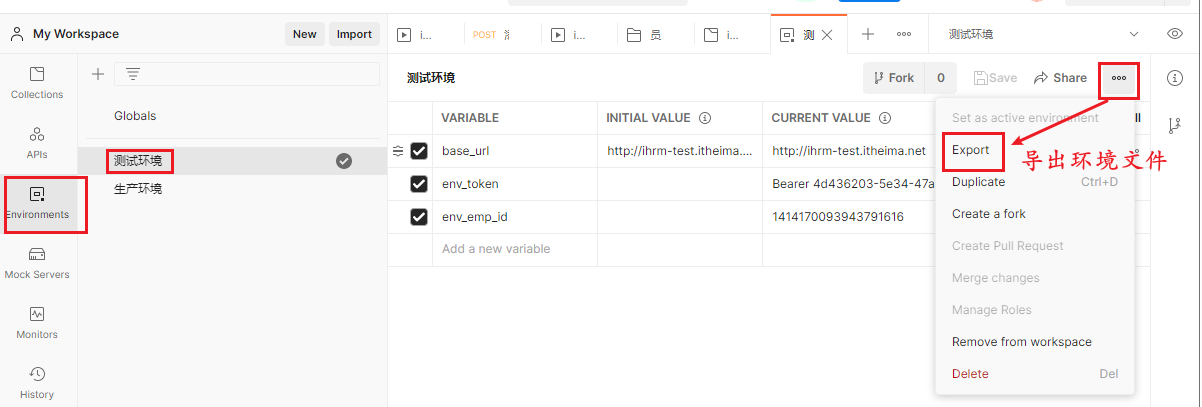 My Workspace
New
Import
i...
POST
i...
员
i...
测
测试环境
Collections
APIs
Environments
Mock Servers
Monitors
History
Globals
测试环境
生产环境
测试环境
Fork
0
Save
Share
VARIABLE
INITIAL VALUE
CURRENT VALUE
base_url
http://ihrm-test.itheima....
http://ihrm-test.itheima.net
env_token
Bearer 4d436203-5e34-47a
env_emp_id
1414170093943791616
Add a new variable
Set as active environment
Export
导出环境文件
Duplicate
Ctrl+D
Create a fork
Create Pull Request
Merge changes
Manage Roles
Remove from workspace
Delete
Del